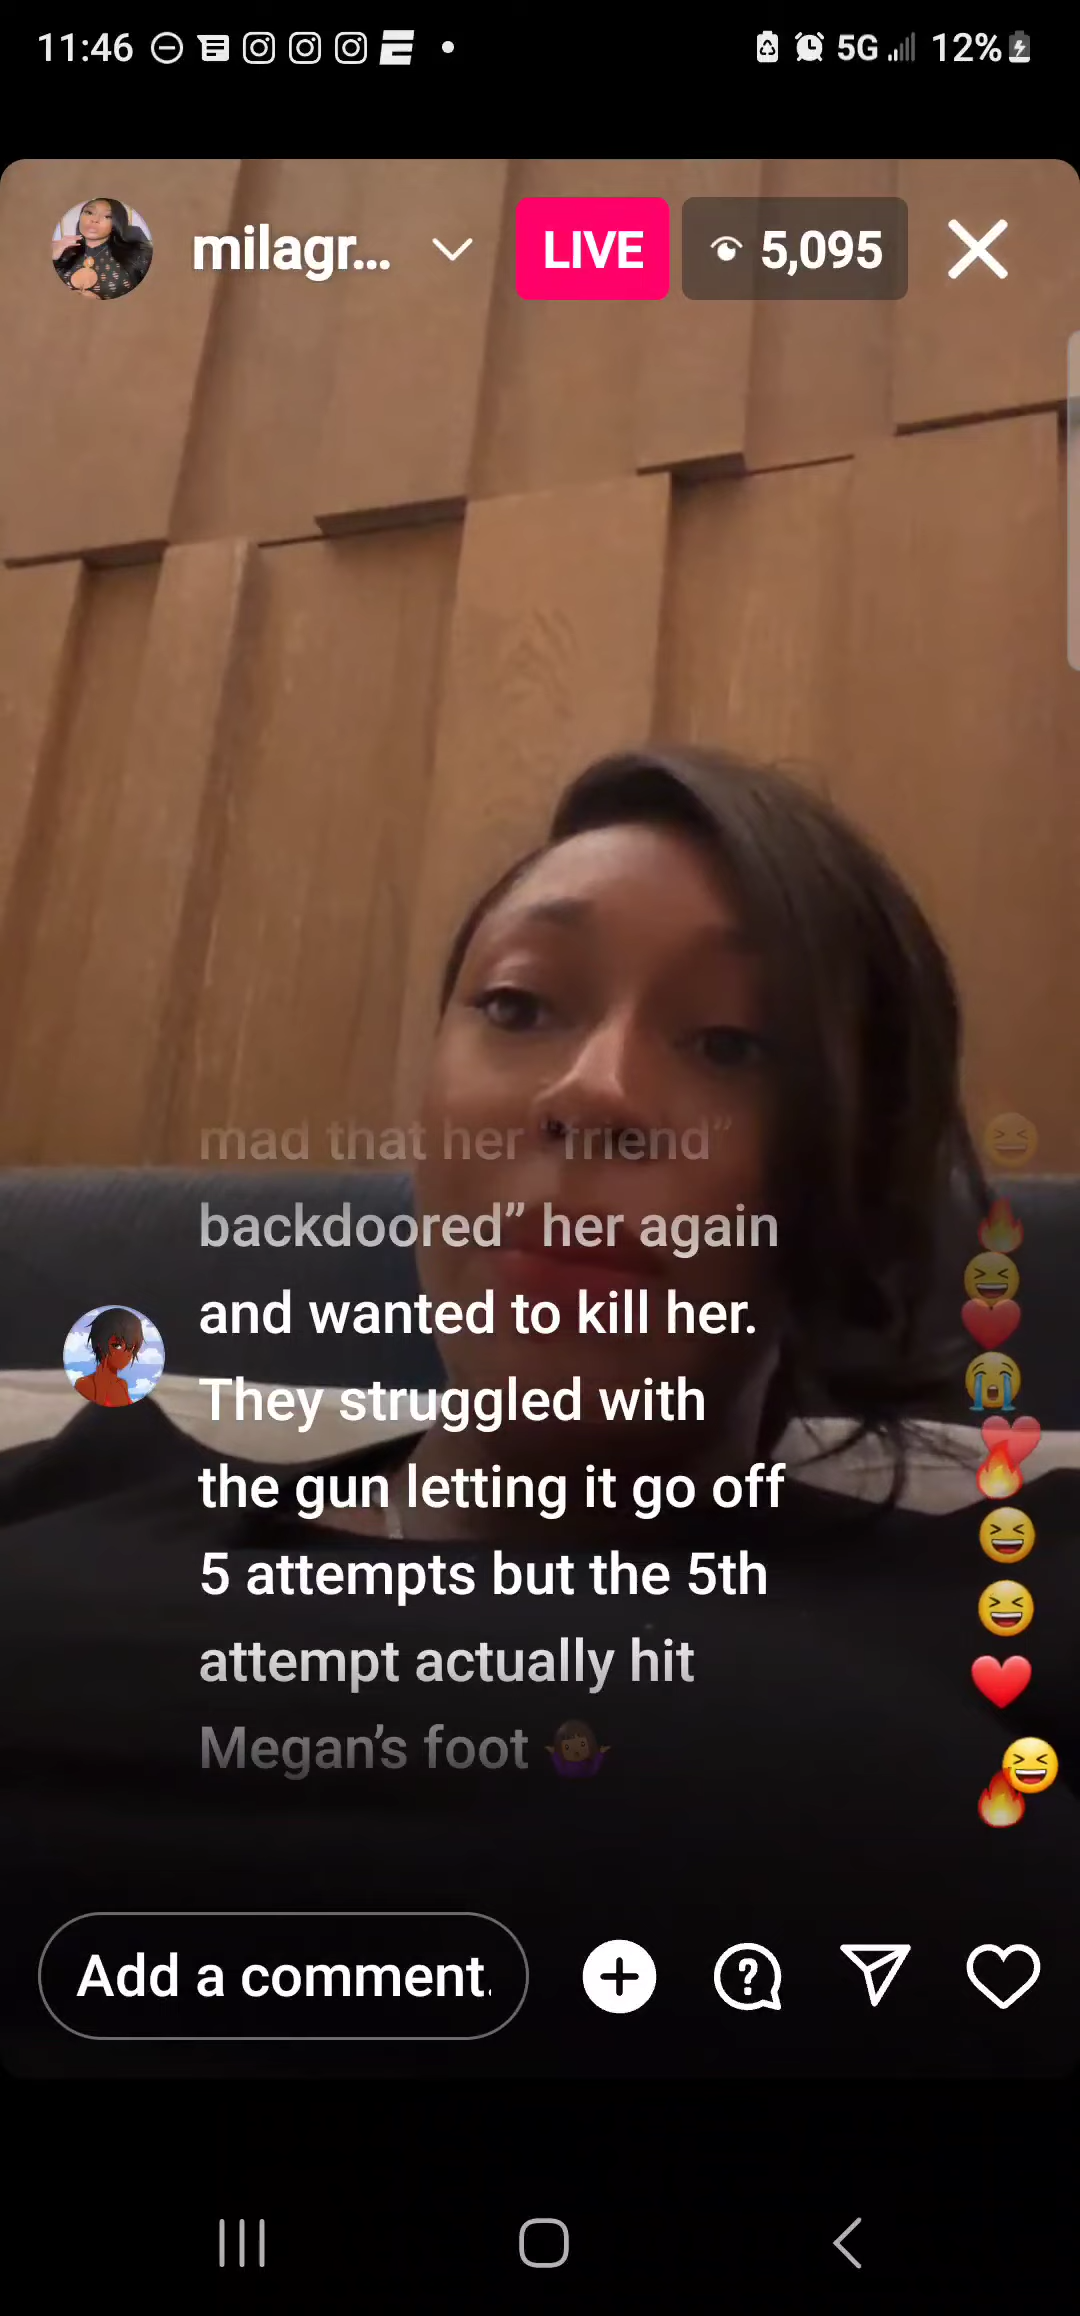 11:46
5G
12%
milagr...
LIVE
5,095
mad that her “friend”
backdoored” her again
and wanted to kill her.
They struggled with
the gun letting it go off
5 attempts but the 5th
attempt actually hit
Megan’s foot 🤷🏾‍♀️
Add a comment.